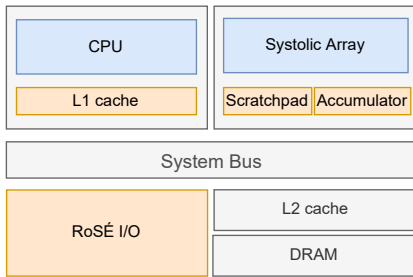 CPU
Systolic Array
L1 cache
Scratchpad
Accumulator
System Bus
RoSÉ I/O
L2 cache
DRAM